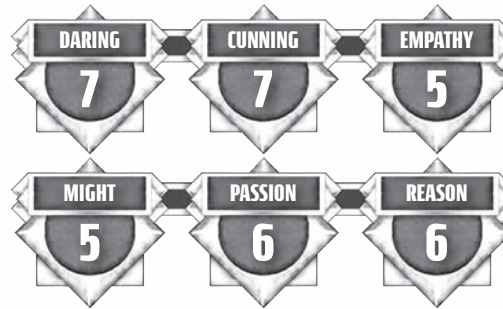 DARING CUNNING EMPATHY
7 7 5
MIGHT PASSION REASON
5 6 6